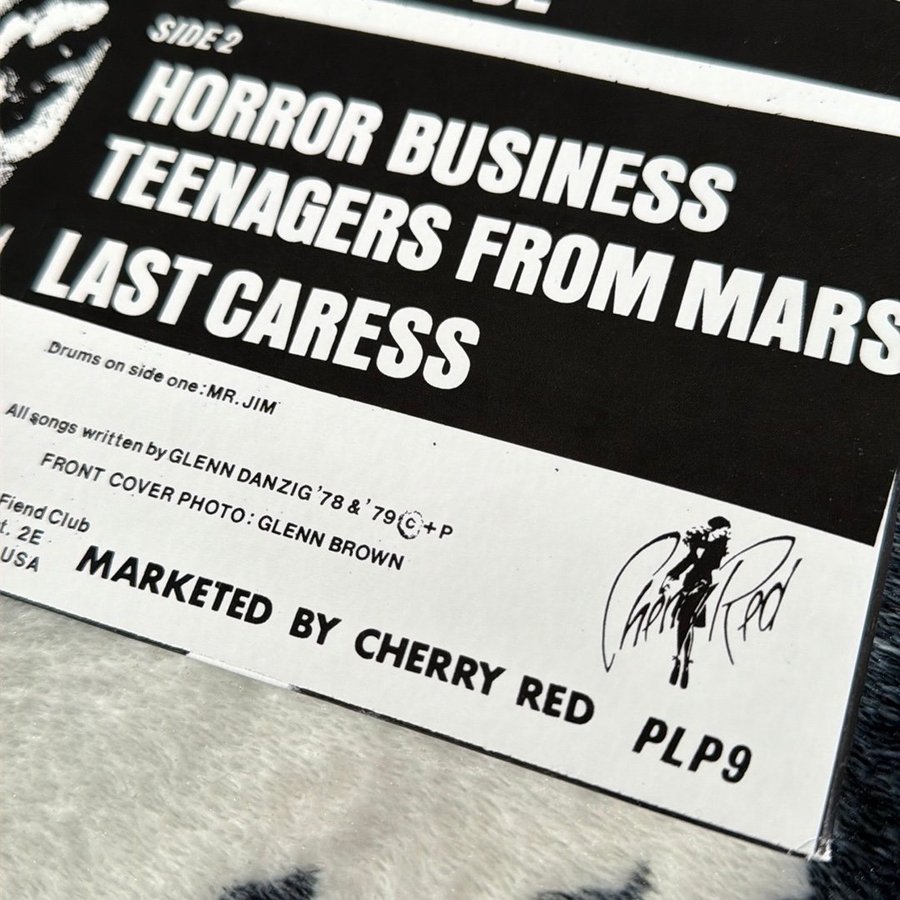 SIDE 2
HORROR BUSINESS
TEENAGERS FROM MARS
LAST CARESS
Drums on side one: MR. JIM
All songs written by GLENN DANZIG '78 & '79 © + P
FRONT COVER PHOTO: GLENN BROWN
Fiend Club
t. 2E
USA
MARKETED BY CHERRY RED
Cherry Red
PLP9